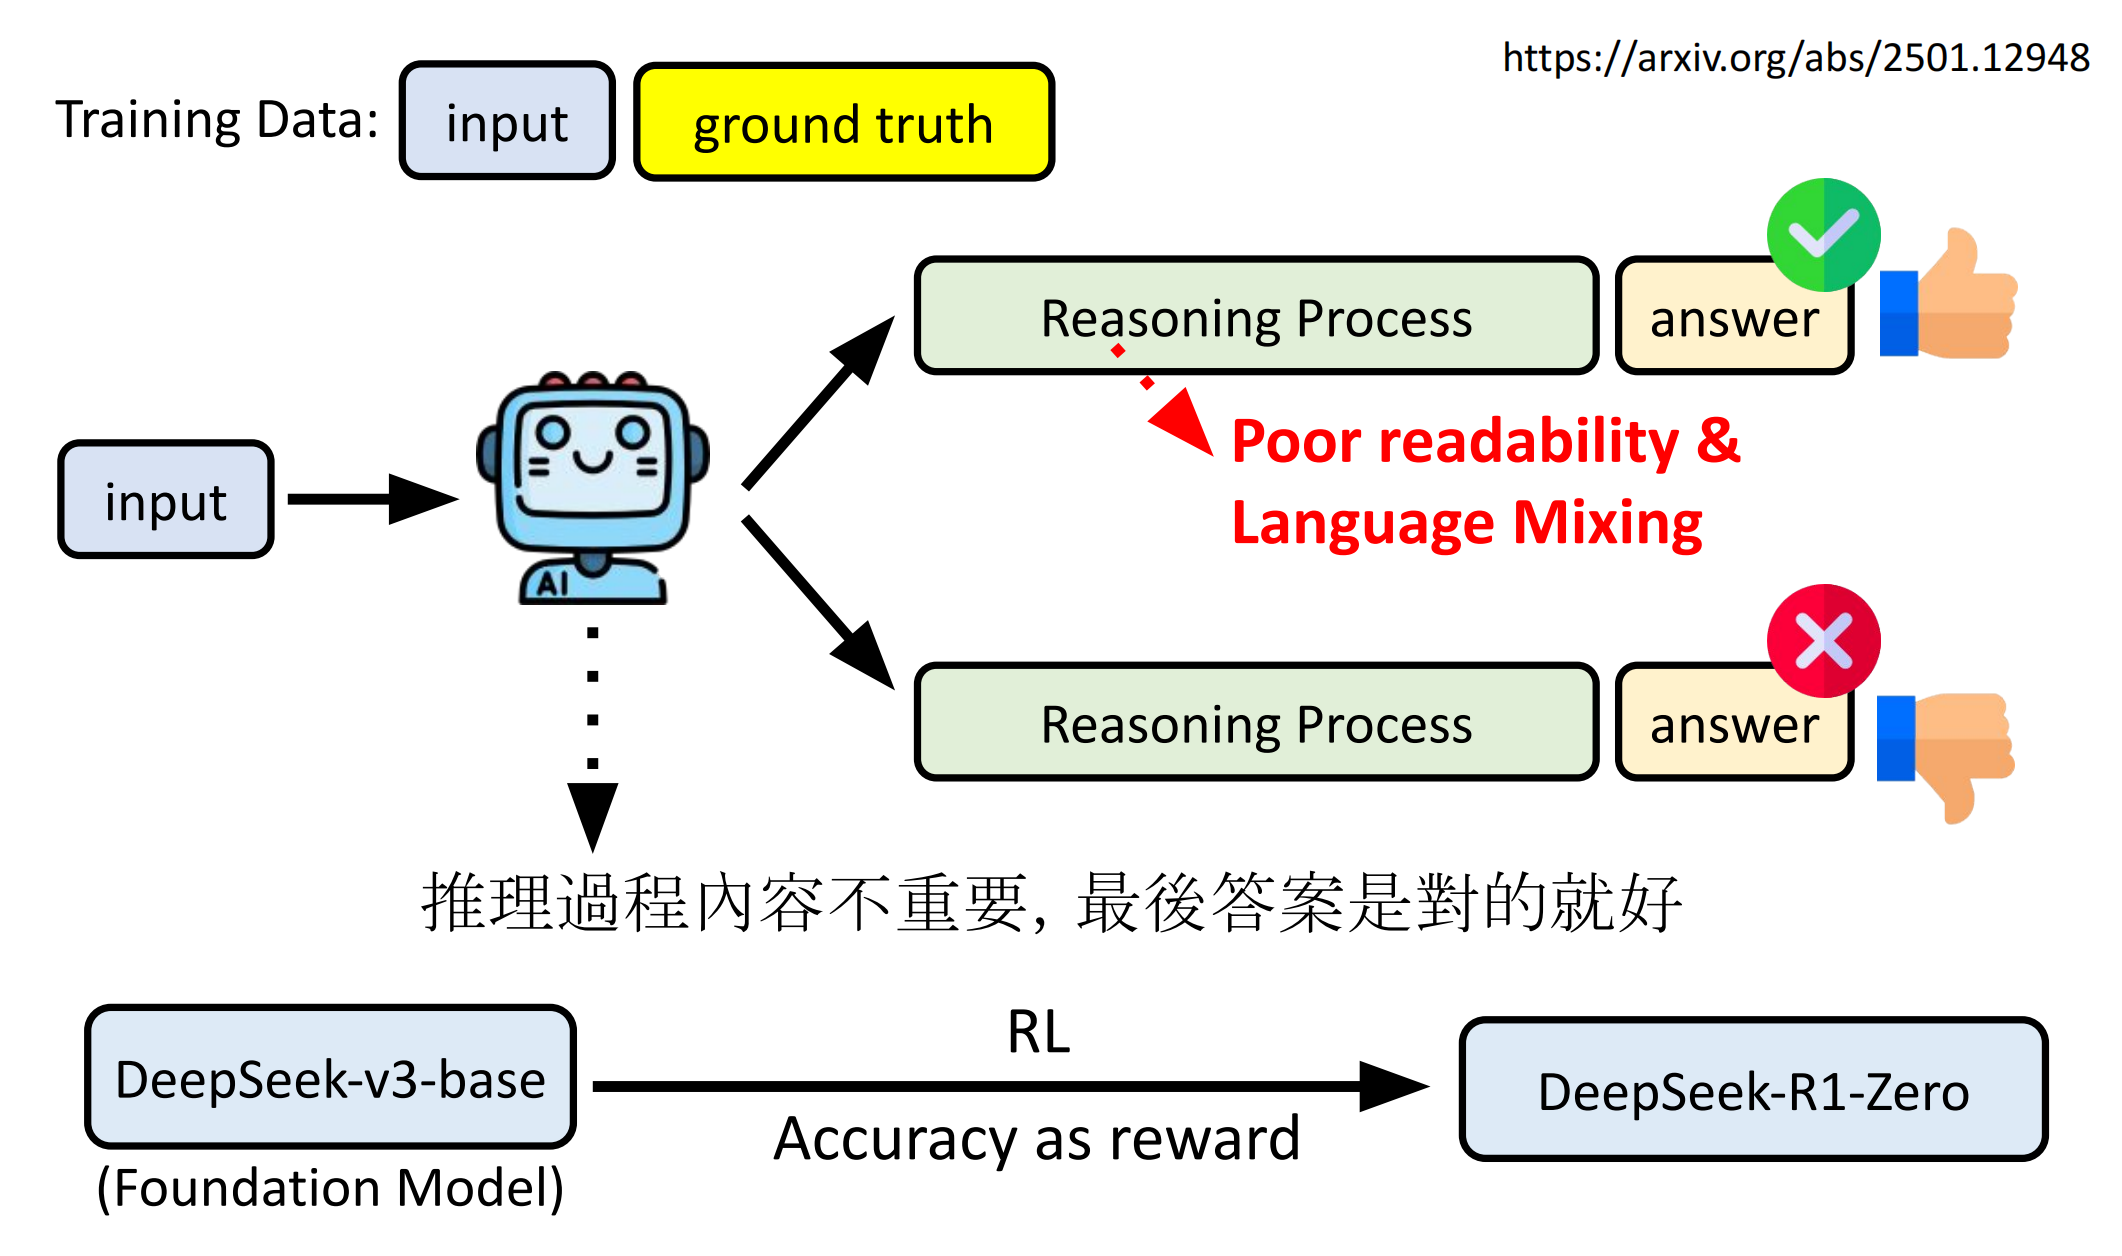 https://arxiv.org/abs/2501.12948
Training Data: input ground truth
Reasoning Process answer
Poor readability &
Language Mixing
input
AI
Reasoning Process answer
推理過程內容不重要, 最後答案是對的就好
DeepSeek-v3-base
(Foundation Model)
RL
Accuracy as reward
DeepSeek-R1-Zero